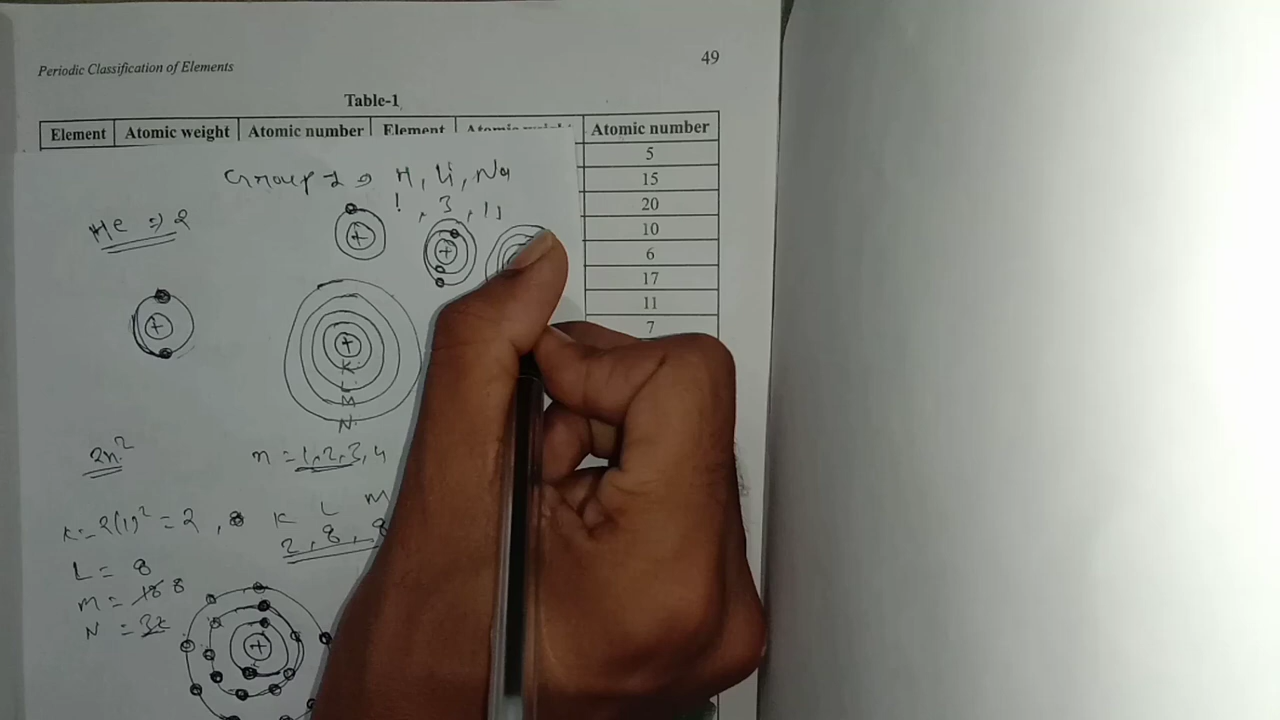 Periodic Classification of Elements
49
Table-1
Element Atomic weight Atomic number Element Atomic weight Atomic number
5
15
20
10
6
17
11
7
Group 1 => H, Li, Na
1, 3, 11
He => 2
+
+
+
+
+
K
L
M
N
2n²
n = 1, 2, 3, 4
K = 2(1)² = 2, 8
K L M
2, 8, 8
L = 8
M = 18 8
N = 32
+